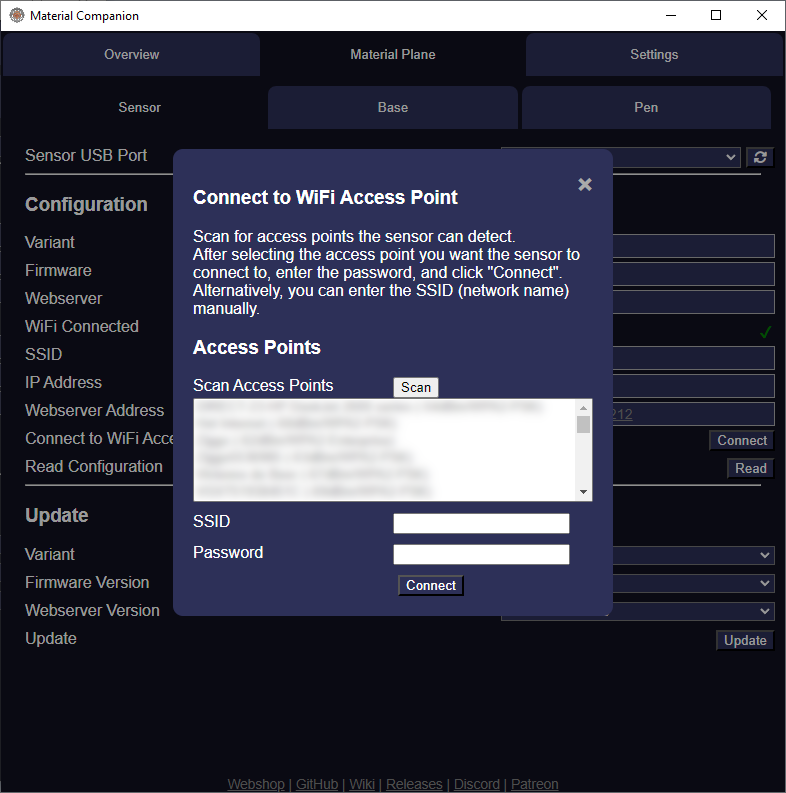 Material Companion
Overview
Material Plane
Settings
Sensor
Base
Pen
Sensor USB Port
Configuration
Variant
Firmware
Webserver
WiFi Connected
SSID
IP Address
Webserver Address
212
Connect to WiFi Acce
Connect
Read Configuration
Read
Update
Variant
Firmware Version
Webserver Version
Update
Update
Connect to WiFi Access Point
Scan for access points the sensor can detect.
After selecting the access point you want the sensor to
connect to, enter the password, and click "Connect".
Alternatively, you can enter the SSID (network name)
manually.
Access Points
Scan Access Points
Scan
SSID
Password
Connect
Webshop | GitHub | Wiki | Releases | Discord | Patreon